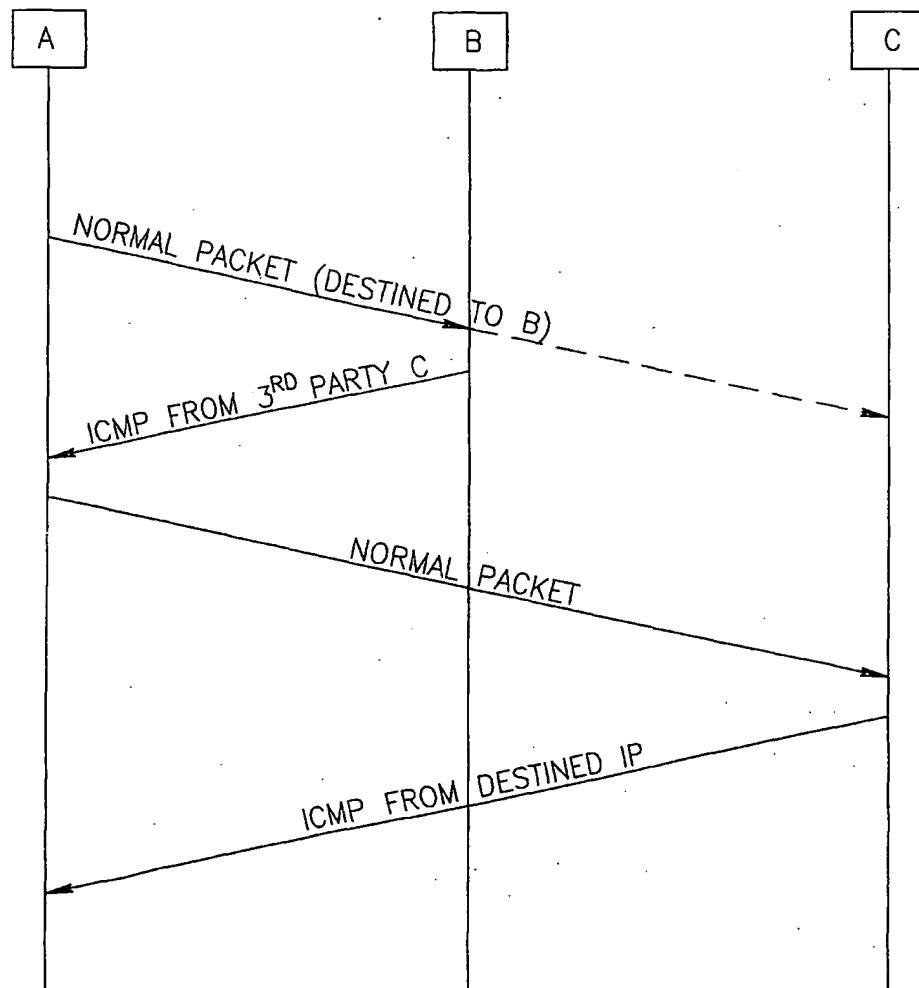 A
B
C
NORMAL PACKET (DESTINED TO B)
ICMP FROM 3RD PARTY C
NORMAL PACKET
ICMP FROM DESTINED IP